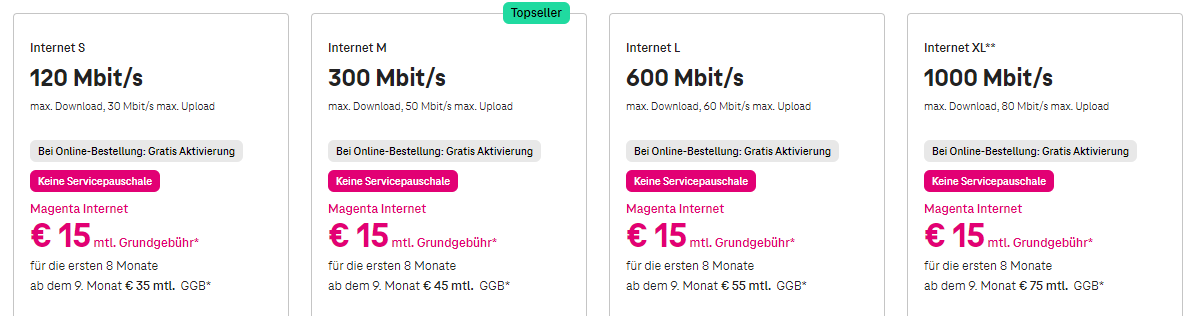 Topseller
Internet S
120 Mbit/s
max. Download, 30 Mbit/s max. Upload
Bei Online-Bestellung: Gratis Aktivierung
Keine Servicepauschale
Magenta Internet
€ 15 mtl. Grundgebühr*
für die ersten 8 Monate
ab dem 9. Monat € 35 mtl. GGB*
Internet M
300 Mbit/s
max. Download, 50 Mbit/s max. Upload
Bei Online-Bestellung: Gratis Aktivierung
Keine Servicepauschale
Magenta Internet
€ 15 mtl. Grundgebühr*
für die ersten 8 Monate
ab dem 9. Monat € 45 mtl. GGB*
Internet L
600 Mbit/s
max. Download, 60 Mbit/s max. Upload
Bei Online-Bestellung: Gratis Aktivierung
Keine Servicepauschale
Magenta Internet
€ 15 mtl. Grundgebühr*
für die ersten 8 Monate
ab dem 9. Monat € 55 mtl. GGB*
Internet XL**
1000 Mbit/s
max. Download, 80 Mbit/s max. Upload
Bei Online-Bestellung: Gratis Aktivierung
Keine Servicepauschale
Magenta Internet
€ 15 mtl. Grundgebühr*
für die ersten 8 Monate
ab dem 9. Monat € 75 mtl. GGB*